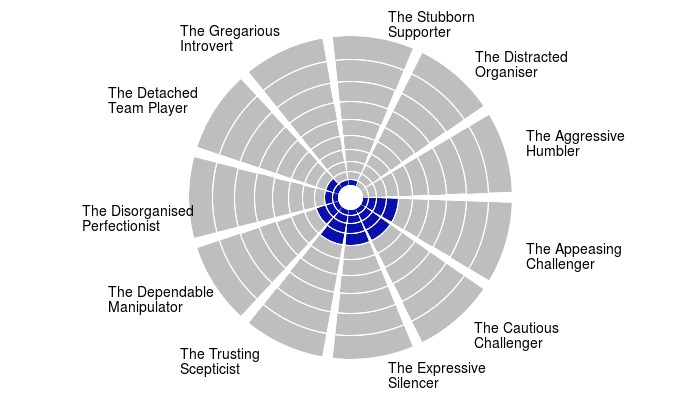 The Stubborn
Supporter
The Distracted
Organiser
The Aggressive
Humbler
The Appeasing
Challenger
The Cautious
Challenger
The Expressive
Silencer
The Trusting
Scepticist
The Dependable
Manipulator
The Disorganised
Perfectionist
The Detached
Team Player
The Gregarious
Introvert